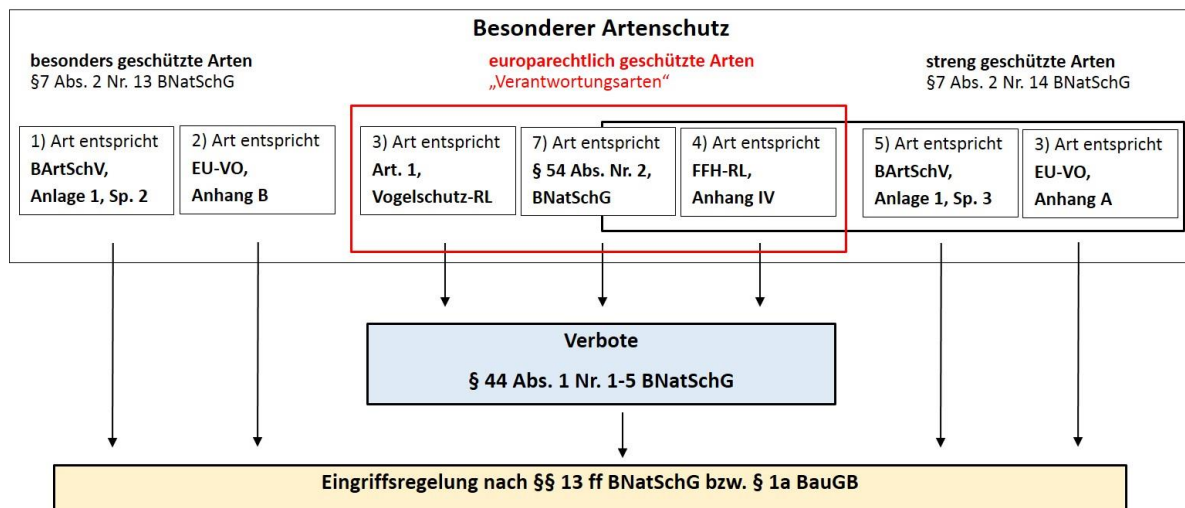 Besonderer Artenschutz
besonders geschützte Arten
§7 Abs. 2 Nr. 13 BNatSchG
europarechtlich geschützte Arten
„Verantwortungsarten“
streng geschützte Arten
§7 Abs. 2 Nr. 14 BNatSchG
1) Art entspricht
BArtSchV,
Anlage 1, Sp. 2
2) Art entspricht
EU-VO,
Anhang B
3) Art entspricht
Art. 1,
Vogelschutz-RL
7) Art entspricht
§ 54 Abs. Nr. 2,
BNatSchG
4) Art entspricht
FFH-RL,
Anhang IV
5) Art entspricht
BArtSchV,
Anlage 1, Sp. 3
3) Art entspricht
EU-VO,
Anhang A
Verbote
§ 44 Abs. 1 Nr. 1-5 BNatSchG
Eingriffsregelung nach §§ 13 ff BNatSchG bzw. § 1a BauGB